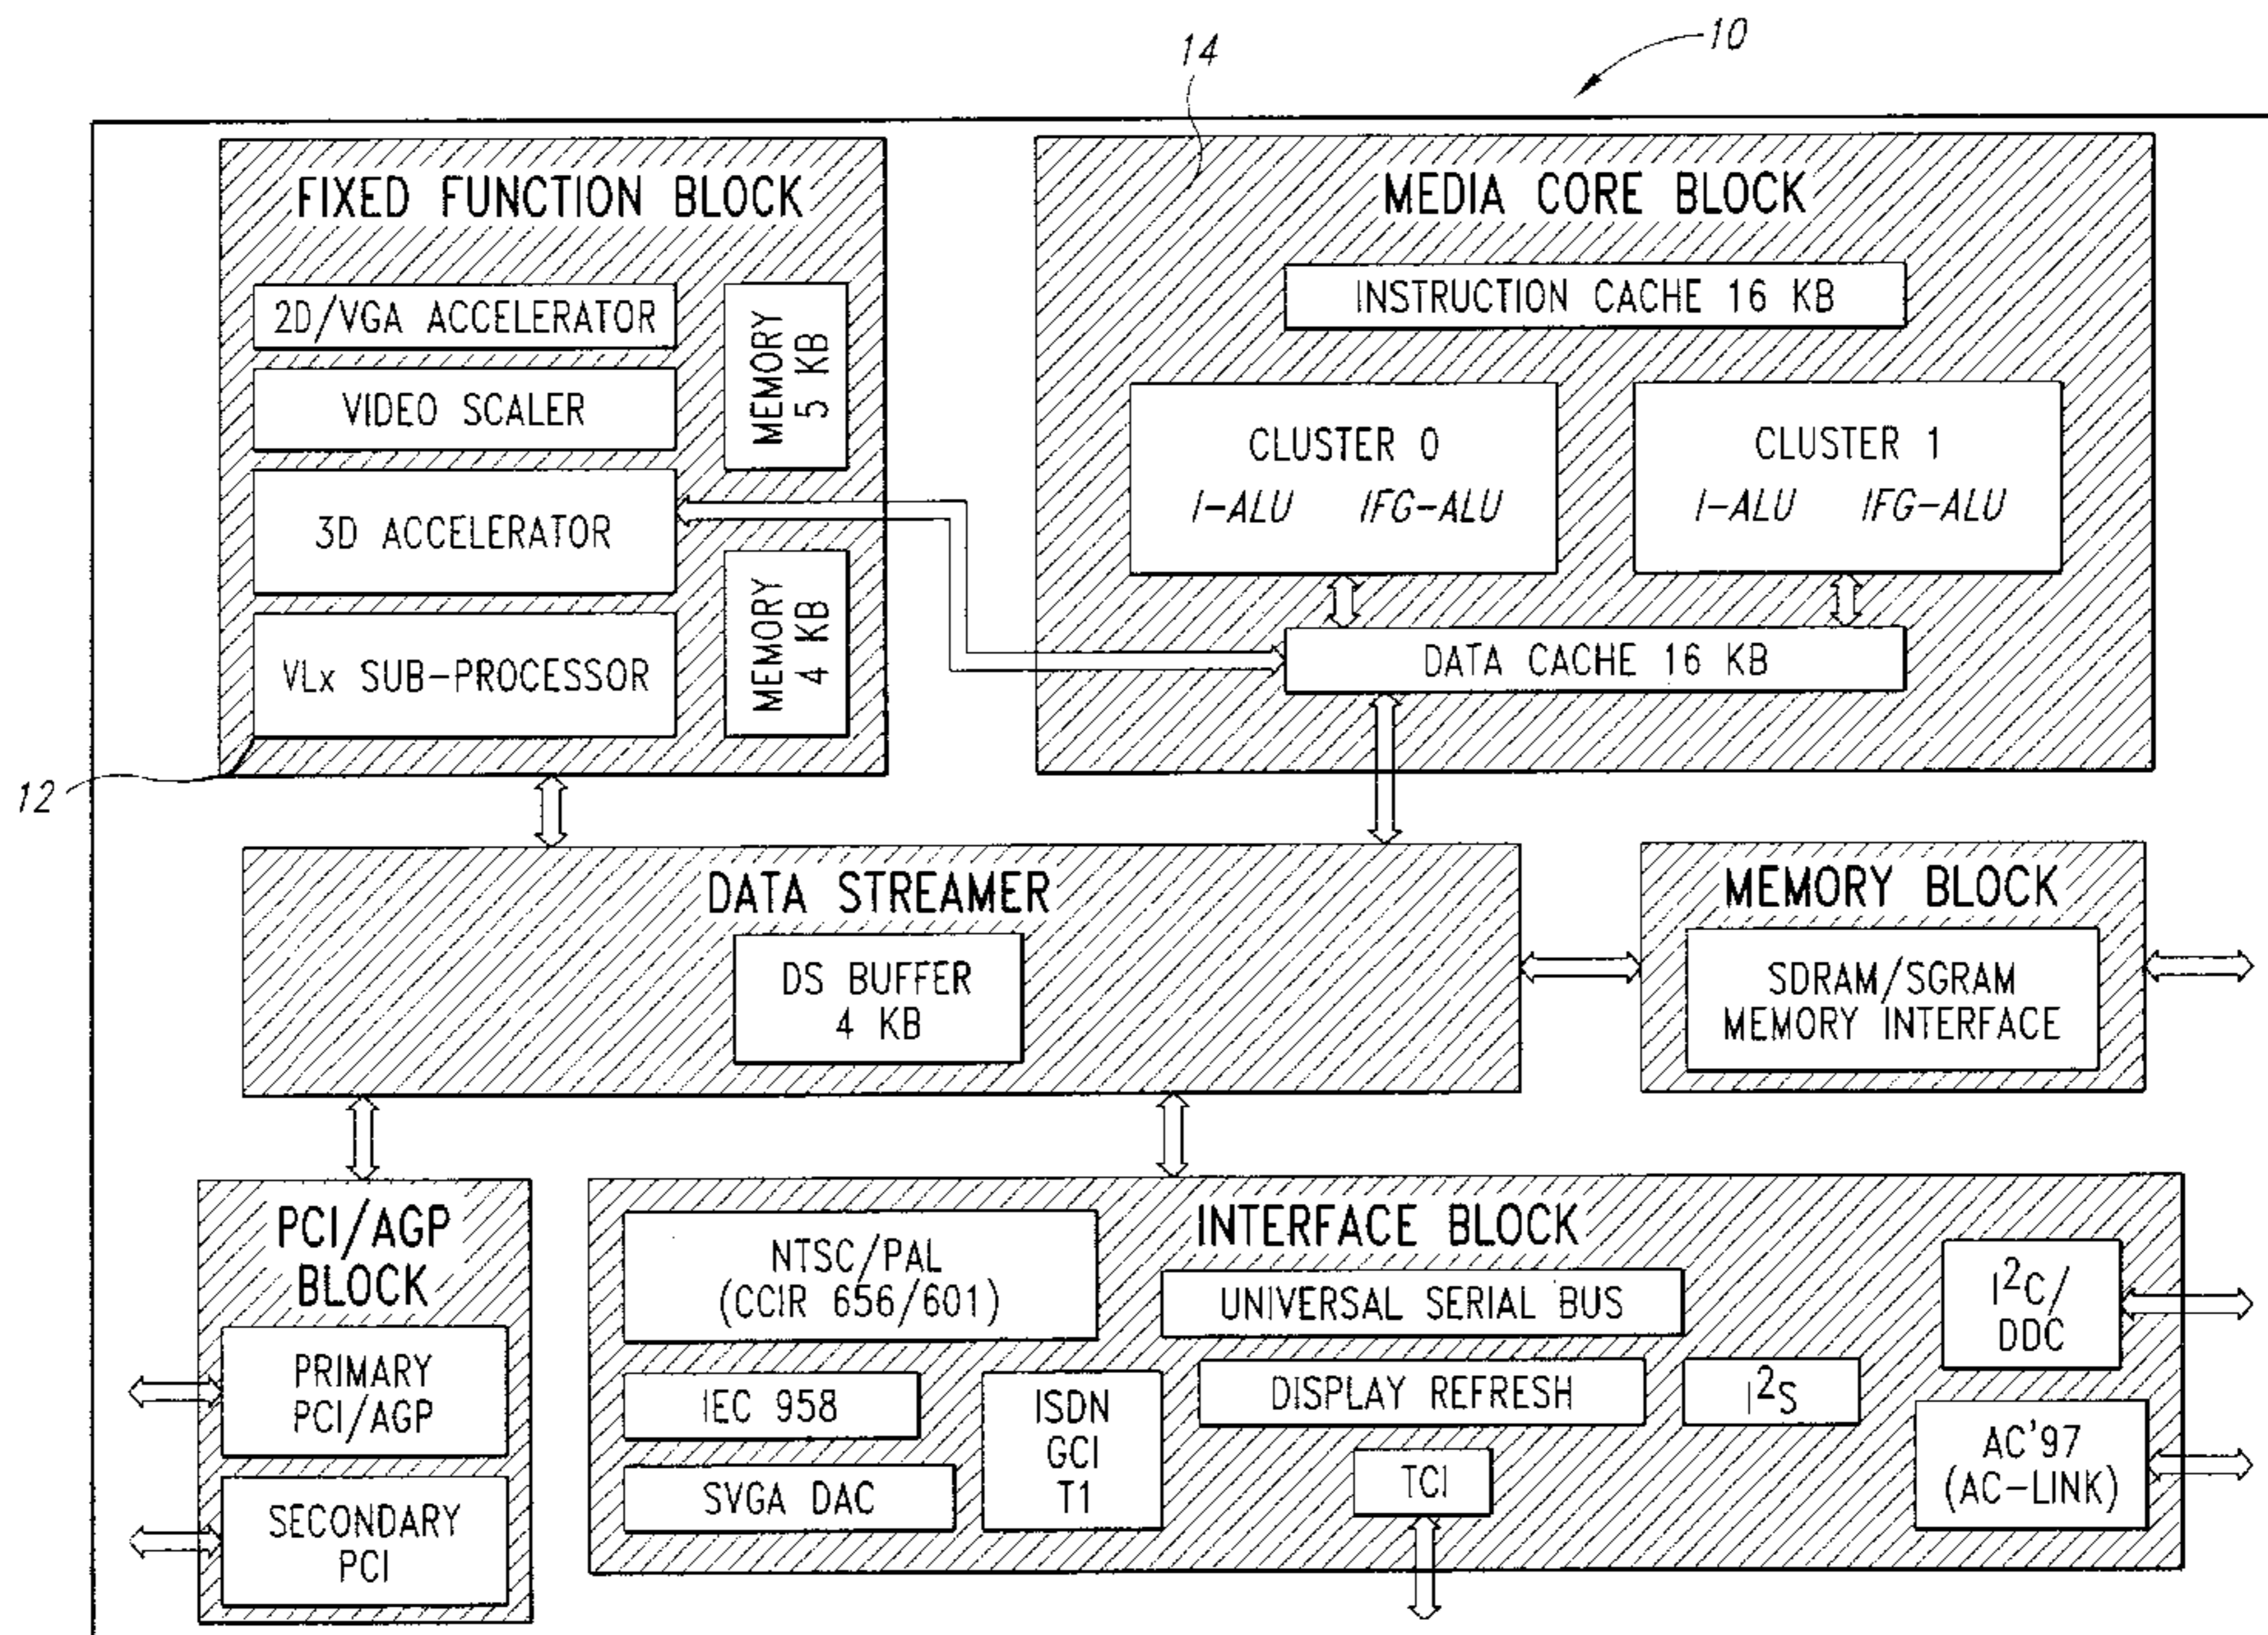 10
14
FIXED FUNCTION BLOCK
2D/VGA ACCELERATOR
VIDEO SCALER
3D ACCELERATOR
VLx SUB-PROCESSOR
MEMORY
5 KB
MEMORY
4 KB
12
MEDIA CORE BLOCK
INSTRUCTION CACHE 16 KB
CLUSTER 0
I-ALU IFG-ALU
CLUSTER 1
I-ALU IFG-ALU
DATA CACHE 16 KB
DATA STREAMER
DS BUFFER
4 KB
MEMORY BLOCK
SDRAM/SGRAM
MEMORY INTERFACE
PCI/AGP
BLOCK
PRIMARY
PCI/AGP
SECONDARY
PCI
INTERFACE BLOCK
NTSC/PAL
(CCIR 656/601)
UNIVERSAL SERIAL BUS
I²C/
DDC
IEC 958
ISDN
GCI
T1
DISPLAY REFRESH
I²S
SVGA DAC
TCI
AC'97
(AC-LINK)